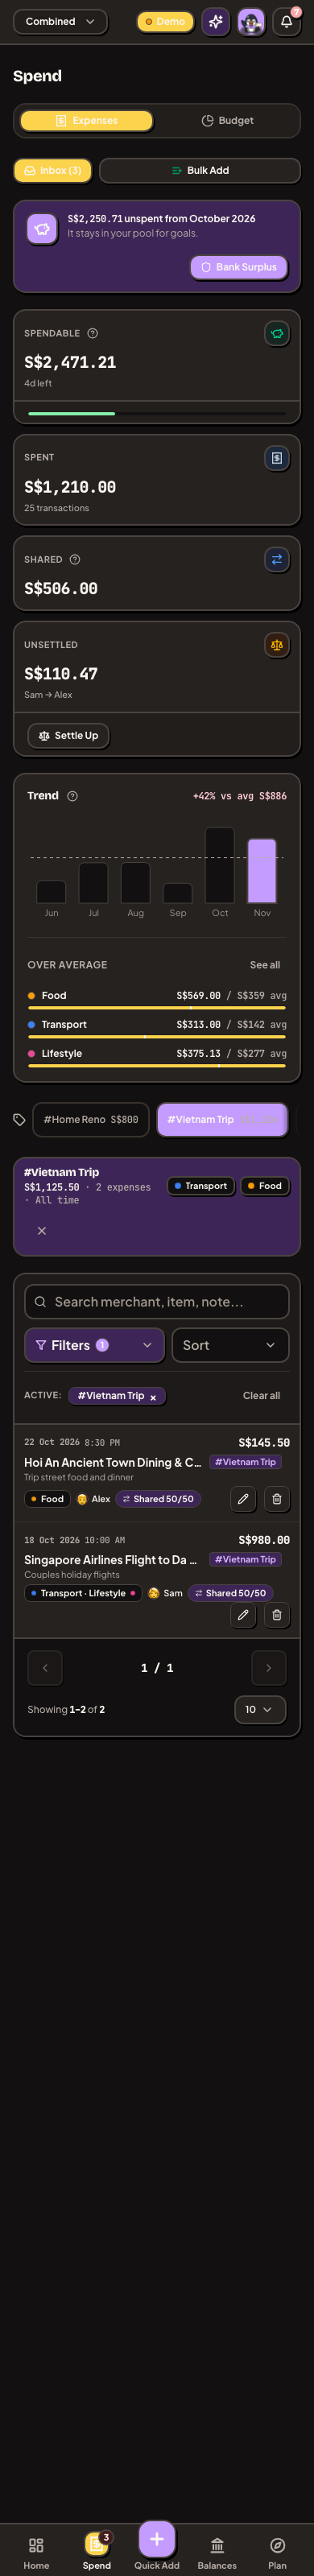 Combined
Demo
7
Spend
Expenses
Budget
Inbox (3)
Bulk Add
S$2,250.71 unspent from October 2026
It stays in your pool for goals.
Bank Surplus
SPENDABLE
S$2,471.21
4d left
SPENT
S$1,210.00
25 transactions
SHARED
S$506.00
UNSETTLED
S$110.47
Sam → Alex
Settle Up
Trend
+42% vs avg S$886
Jun Jul Aug Sep Oct Nov
OVER AVERAGE
See all
Food S$569.00 / S$359 avg
Transport S$313.00 / S$142 avg
Lifestyle S$375.13 / S$277 avg
#Home Reno S$800
#Vietnam Trip
#Vietnam Trip
S$1,125.50 · 2 expenses
· All time
Transport
Food
Search merchant, item, note...
Filters 1
Sort
ACTIVE: #Vietnam Trip ×
Clear all
22 Oct 2026 8:30 PM S$145.50
Hoi An Ancient Town Dining & C... #Vietnam Trip
Trip street food and dinner
Food Alex Shared 50/50
18 Oct 2026 10:00 AM S$980.00
Singapore Airlines Flight to Da ... #Vietnam Trip
Couples holiday flights
Transport · Lifestyle Sam Shared 50/50
1 / 1
Showing 1–2 of 2
10
3
Home Spend Quick Add Balances Plan